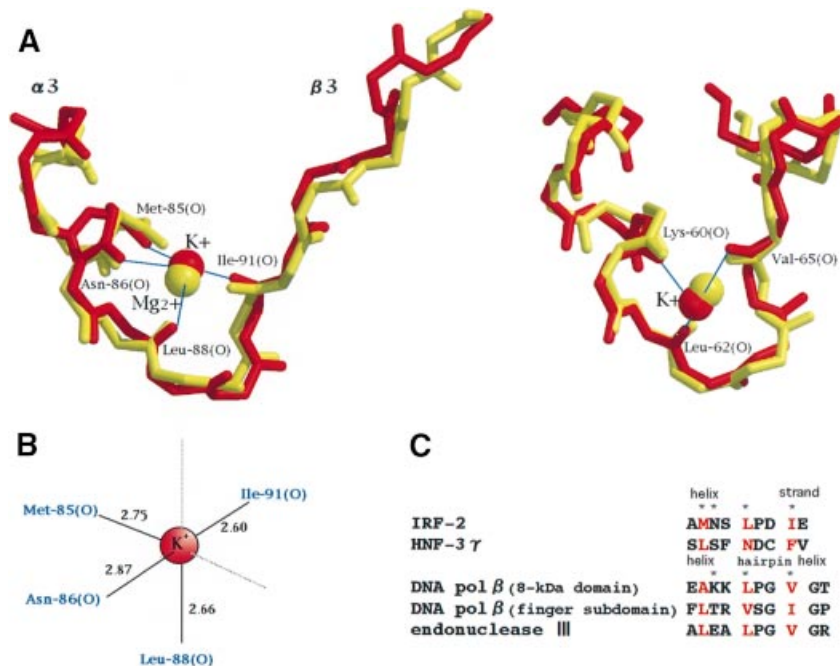 A
α3
β3
Met-85(O)
K+
Ile-91(O)
Asn-86(O)
Mg2+
Leu-88(O)
Lys-60(O)
Val-65(O)
K+
Leu-62(O)
B
Ile-91(O)
Met-85(O)
2.75
2.60
K+
2.87
Asn-86(O)
2.66
Leu-88(O)
C
helix strand
* * * *
IRF-2 AMNS LPD IE
HNF-3γ SLSF NDC FV
helix hairpin helix
* * *
DNA pol β (8-kDa domain) EAKK LPG V GT
DNA pol β (finger subdomain) FLTR VSG I GP
endonuclease III ALEA LPG V GR